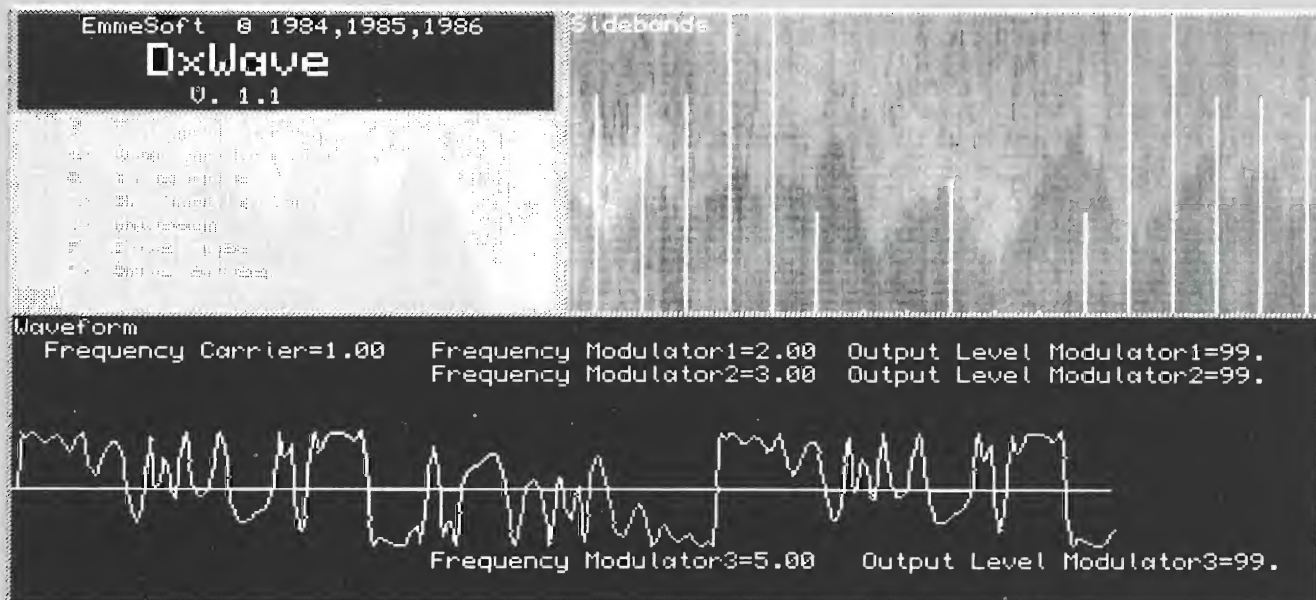 EmmeSoft © 1984,1985,1986
DxWave
V. 1.1
Sidebands
Waveform
Frequency Carrier=1.00 Frequency Modulator1=2.00 Output Level Modulator1=99.
Frequency Modulator2=3.00 Output Level Modulator2=99.
Frequency Modulator3=5.00 Output Level Modulator3=99.